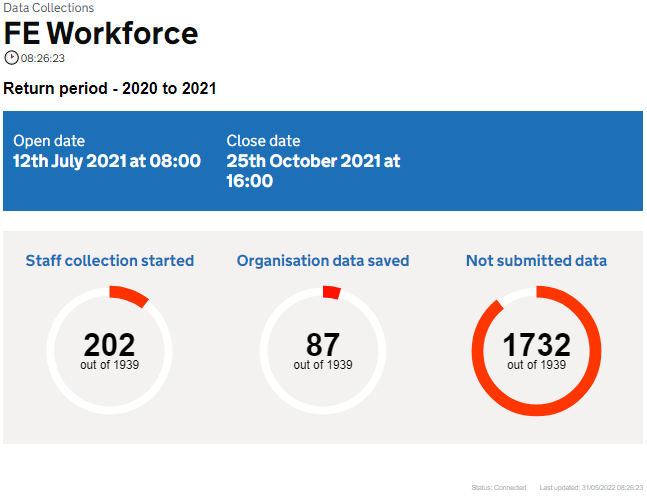 Data Collections
FE Workforce
08:26:23
Return period - 2020 to 2021
Open date
12th July 2021 at 08:00
Close date
25th October 2021 at
16:00
Staff collection started
Organisation data saved
Not submitted data
202
out of 1939
87
out of 1939
1732
out of 1939
Status: Connected
Last updated: 31/05/2022 08:26:23